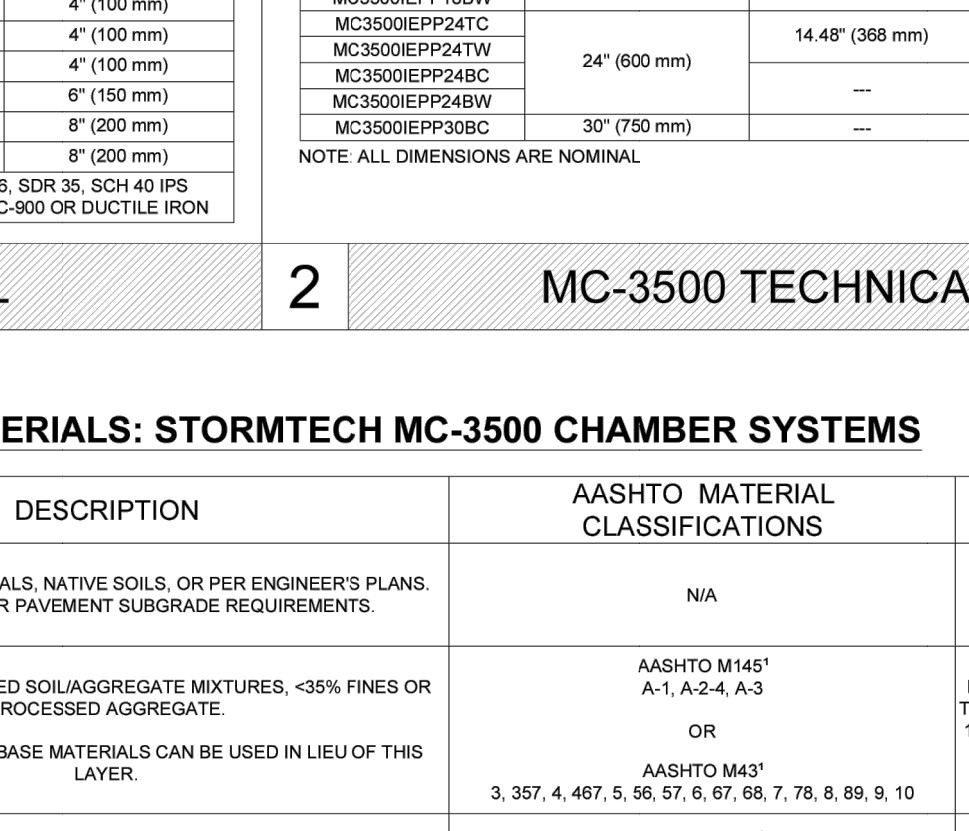 4" (100 mm)
4" (100 mm)
4" (100 mm)
6" (150 mm)
8" (200 mm)
8" (200 mm)
6, SDR 35, SCH 40 IPS
C-900 OR DUCTILE IRON
MC3500IEPP24TC
MC3500IEPP24TW
MC3500IEPP24BC
MC3500IEPP24BW
24" (600 mm)
14.48" (368 mm)
---
MC3500IEPP30BC 30" (750 mm) ---
NOTE: ALL DIMENSIONS ARE NOMINAL
2
MC-3500 TECHNICA
ERIALS: STORMTECH MC-3500 CHAMBER SYSTEMS
DESCRIPTION
AASHTO MATERIAL
CLASSIFICATIONS
ALS, NATIVE SOILS, OR PER ENGINEER'S PLANS.
R PAVEMENT SUBGRADE REQUIREMENTS.
N/A
ED SOIL/AGGREGATE MIXTURES, <35% FINES OR
ROCESSED AGGREGATE.
BASE MATERIALS CAN BE USED IN LIEU OF THIS
LAYER.
AASHTO M145¹
A-1, A-2-4, A-3
OR
AASHTO M43¹
3, 357, 4, 467, 5, 56, 57, 6, 67, 68, 7, 78, 8, 89, 9, 10